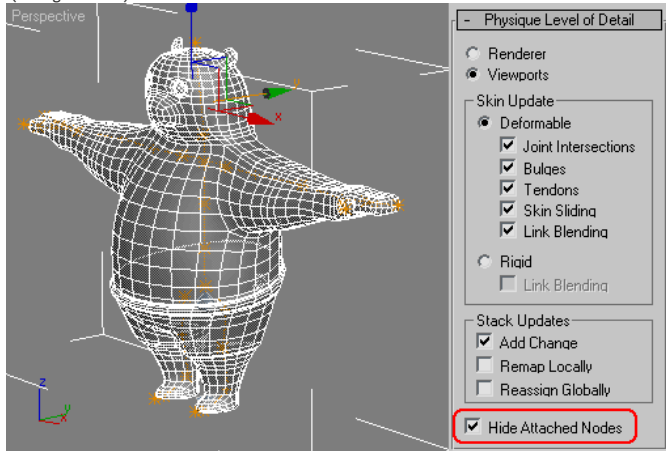 Perspective
- Physique Level of Detail
Renderer
Viewports
Skin Update
Deformable
Joint Intersections
Bulges
Tendons
Skin Sliding
Link Blending
Rigid
Link Blending
Stack Updates
Add Change
Remap Locally
Reassign Globally
Hide Attached Nodes
y
x
z
y
x